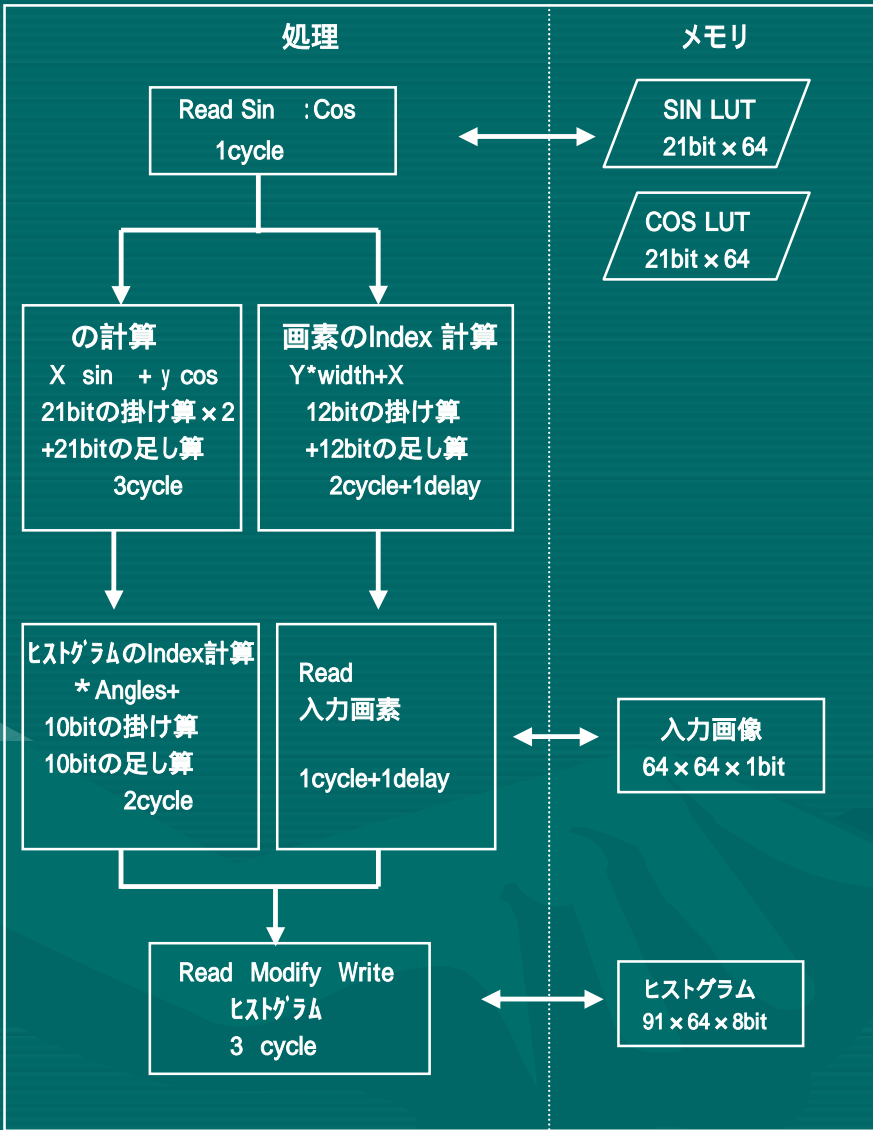 処理
メモリ
Read Sin :Cos
1cycle
SIN LUT
21bit×64
COS LUT
21bit×64
の計算
X sin + y cos
21bitの掛け算×2
+21bitの足し算
3cycle
画素のIndex 計算
Y*width+X
12bitの掛け算
+12bitの足し算
2cycle+1delay
ﾋｽﾄｸﾞﾗﾑのIndex計算
*Angles+
10bitの掛け算
10bitの足し算
2cycle
Read
入力画素
1cycle+1delay
入力画像
64×64×1bit
Read Modify Write
ﾋｽﾄｸﾞﾗﾑ
3 cycle
ヒストグラム
91×64×8bit